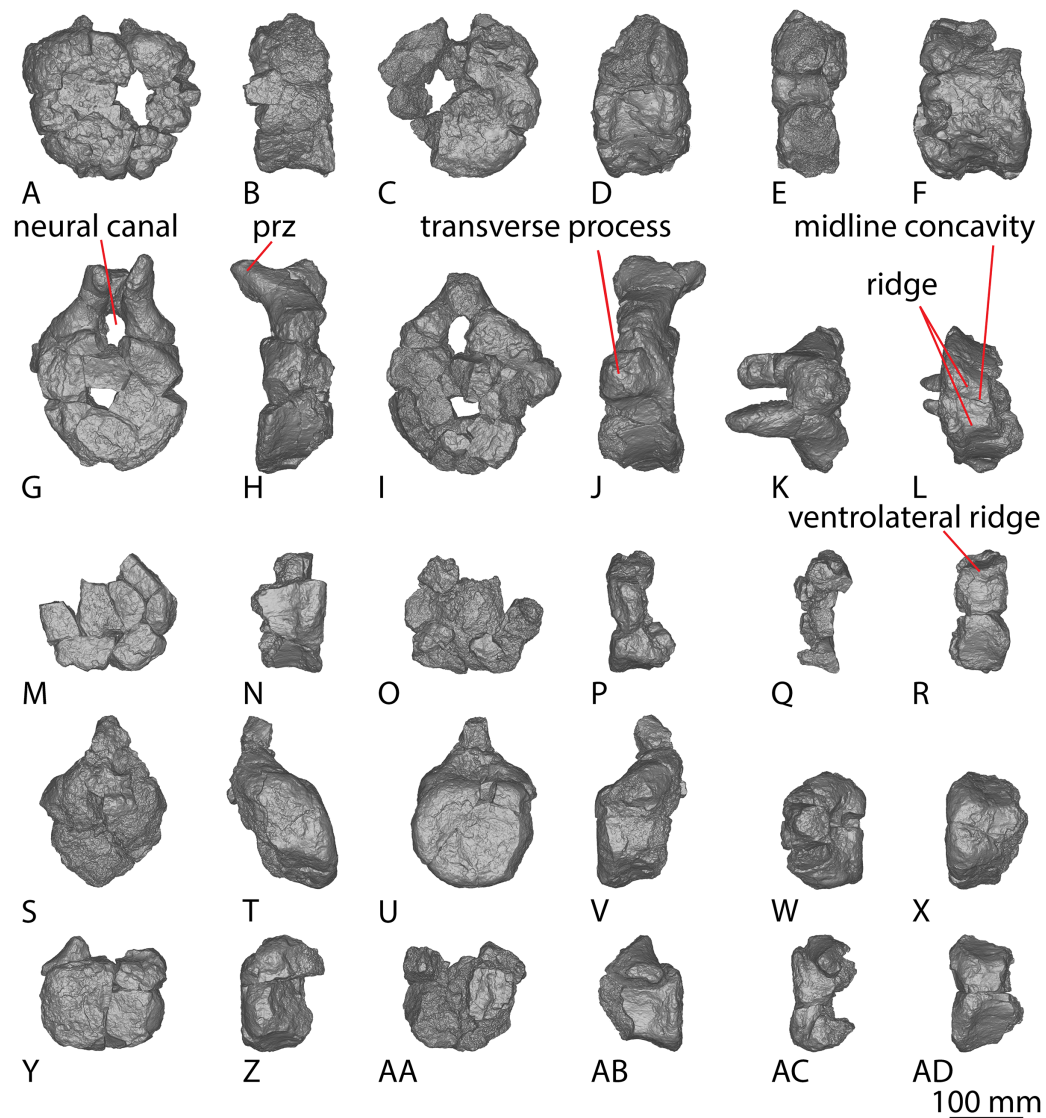 A B C D E F
neural canal prz transverse process midline concavity
ridge
G H I J K L
ventrolateral ridge
M N O P Q R
S T U V W X
Y Z AA AB AC AD
100 mm